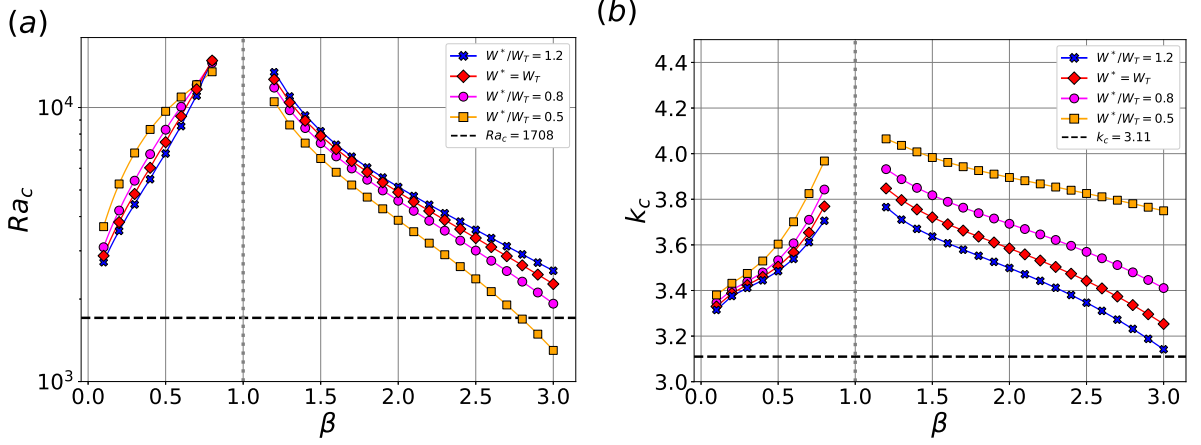 (a)
Ra_c
10^4
10^3
W^*/W_T = 1.2
W^* = W_T
W^*/W_T = 0.8
W^*/W_T = 0.5
Ra_c = 1708
0.0 0.5 1.0 1.5 2.0 2.5 3.0
β
(b)
k_c
4.4
4.2
4.0
3.8
3.6
3.4
3.2
3.0
W^*/W_T = 1.2
W^* = W_T
W^*/W_T = 0.8
W^*/W_T = 0.5
k_c = 3.11
0.0 0.5 1.0 1.5 2.0 2.5 3.0
β